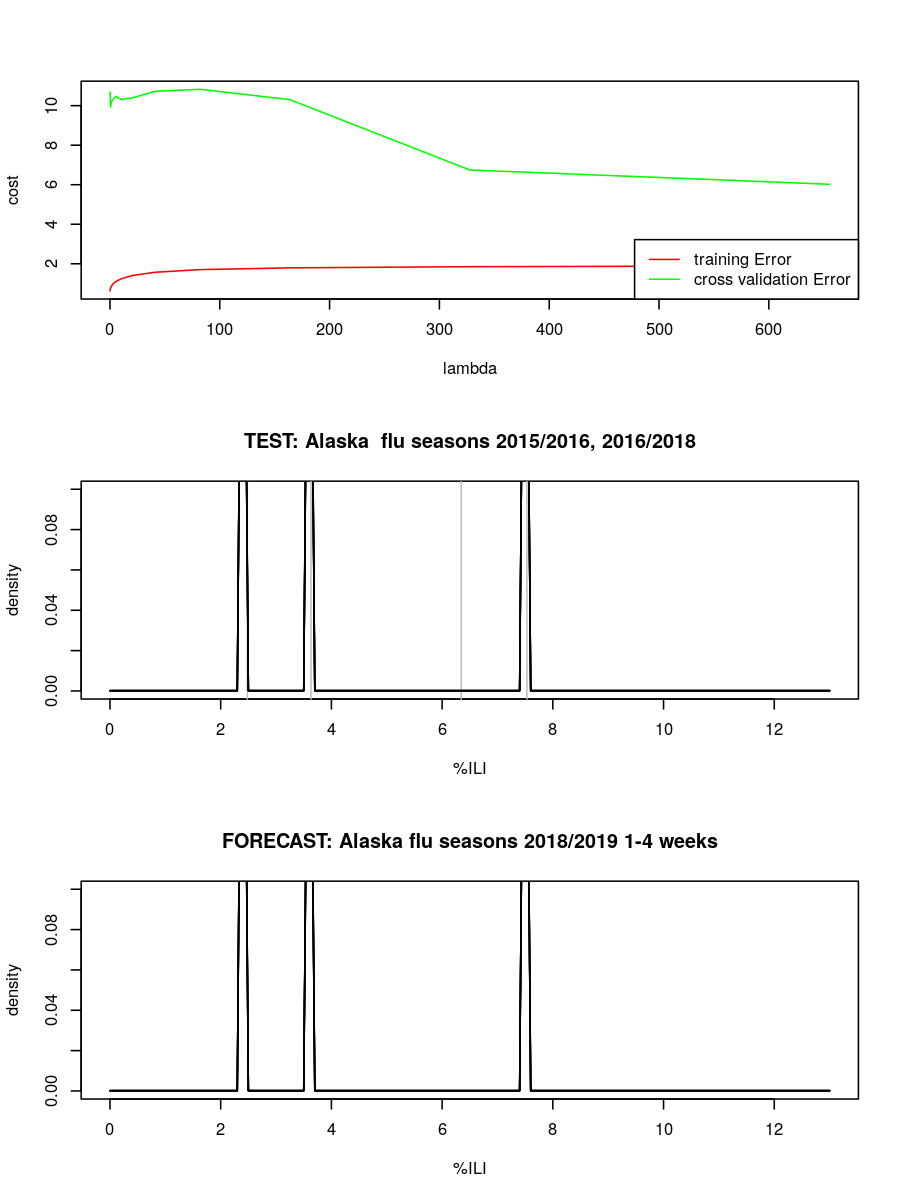 10
8
6
4
2
cost
training Error
cross validation Error
0 100 200 300 400 500 600
lambda
TEST: Alaska  flu seasons 2015/2016, 2016/2018
0.08
0.04
0.00
density
0 2 4 6 8 10 12
%ILI
FORECAST: Alaska flu seasons 2018/2019 1-4 weeks
0.08
0.04
0.00
density
0 2 4 6 8 10 12
%ILI